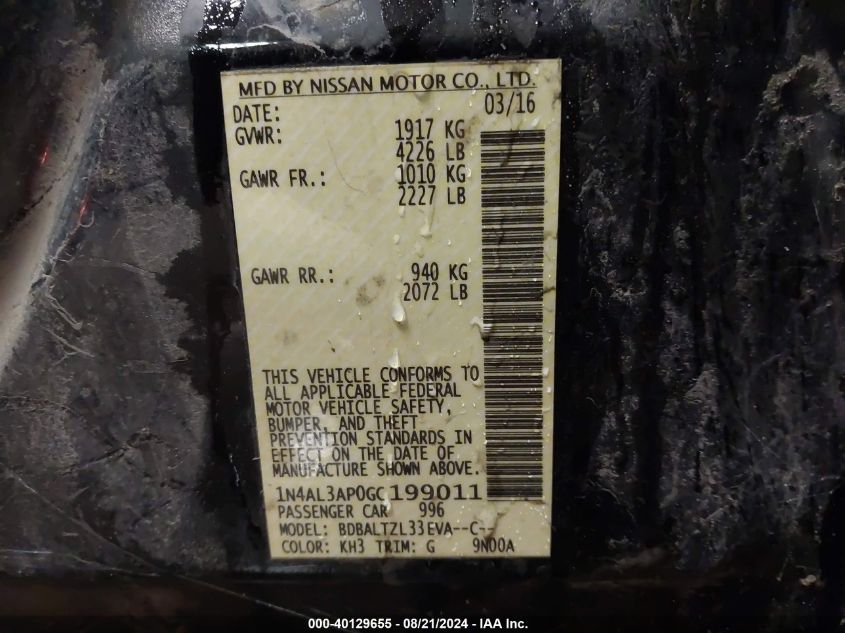 MFD BY NISSAN MOTOR CO., LTD.
DATE: 03/16
GVWR: 1917 KG
4226 LB
GAWR FR.: 1010 KG
2227 LB
GAWR RR.: 940 KG
2072 LB
THIS VEHICLE CONFORMS TO
ALL APPLICABLE FEDERAL
MOTOR VEHICLE SAFETY,
BUMPER, AND THEFT
PREVENTION STANDARDS IN
EFFECT ON THE DATE OF
MANUFACTURE SHOWN ABOVE.
1N4AL3AP0GC199011
PASSENGER CAR 996
MODEL: BDBALTZL33EVA--C--
COLOR: KH3 TRIM: G 9N00A
000-40129655 - 08/21/2024 - IAA Inc.